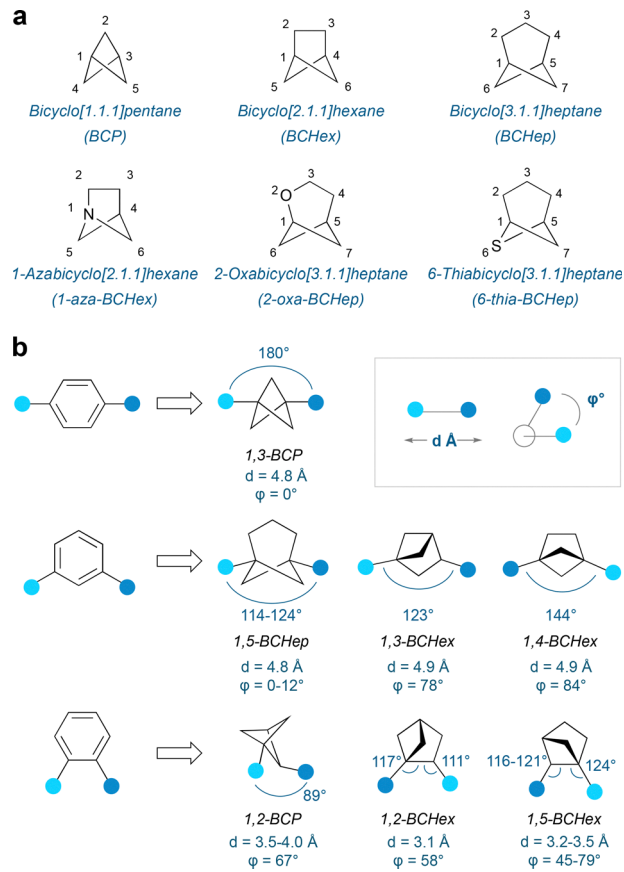 a
2
1 3
4 5
Bicyclo[1.1.1]pentane
(BCP)
2 3
1 4
5 6
Bicyclo[2.1.1]hexane
(BCHex)
3
2 4
1 5
6 7
Bicyclo[3.1.1]heptane
(BCHep)
2 3
1 N 4
5 6
1-Azabicyclo[2.1.1]hexane
(1-aza-BCHex)
3
2 O 4
1 5
6 7
2-Oxabicyclo[3.1.1]heptane
(2-oxa-BCHep)
3
2 4
1 5
6 S 7
6-Thiabicyclo[3.1.1]heptane
(6-thia-BCHep)
b
180°
1,3-BCP
d = 4.8 Å
φ = 0°
d Å
φ°
114-124°
1,5-BCHep
d = 4.8 Å
φ = 0-12°
123°
1,3-BCHex
d = 4.9 Å
φ = 78°
144°
1,4-BCHex
d = 4.9 Å
φ = 84°
89°
1,2-BCP
d = 3.5-4.0 Å
φ = 67°
117° 111°
1,2-BCHex
d = 3.1 Å
φ = 58°
116-121° 124°
1,5-BCHex
d = 3.2-3.5 Å
φ = 45-79°